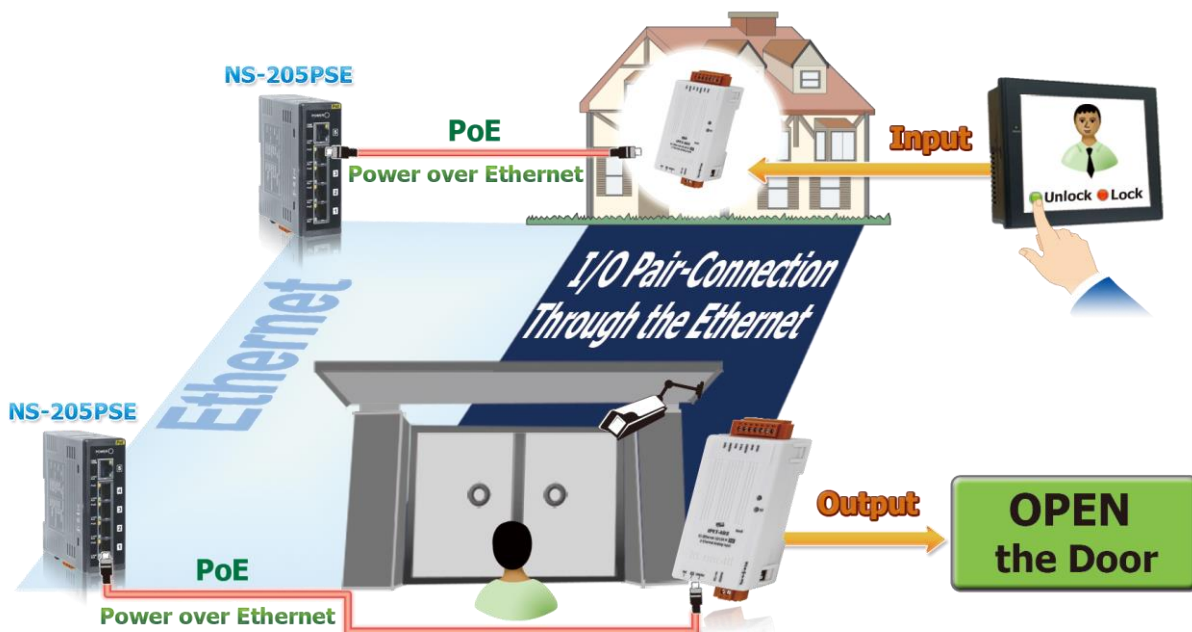 NS-205PSE
PoE
Power over Ethernet
Input
Unlock Lock
I/O Pair-Connection
Through the Ethernet
Ethernet
NS-205PSE
Output
OPEN
the Door
PoE
Power over Ethernet